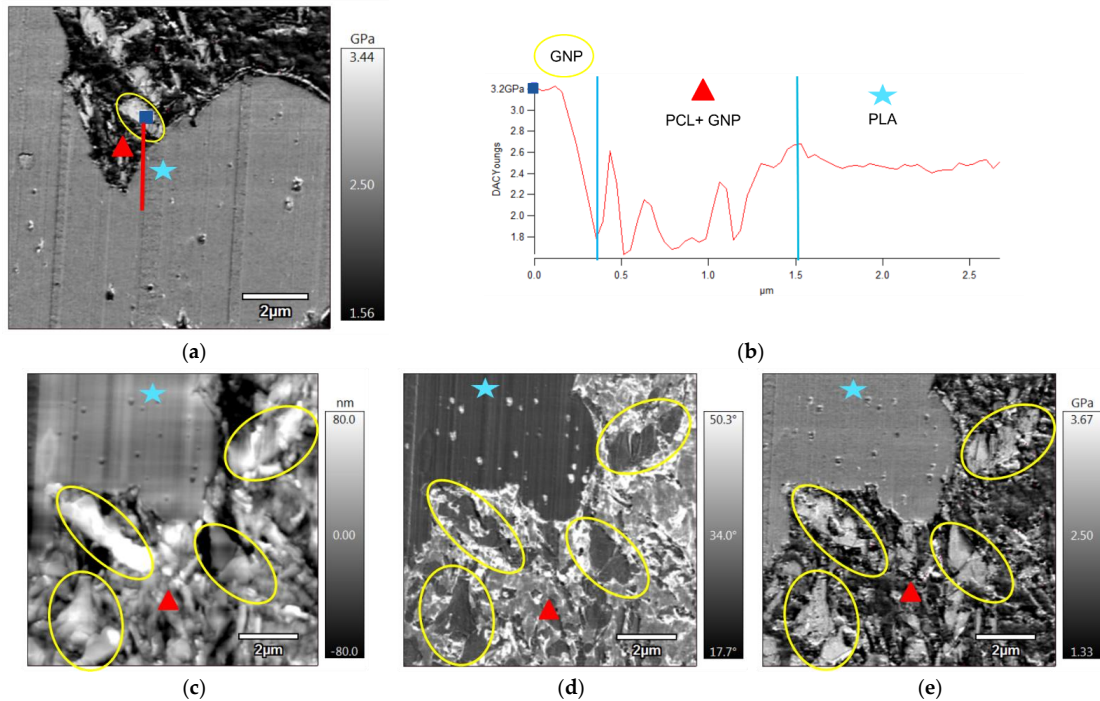 GPa
3.44
2.50
1.56
2µm
(a)
GNP
3.2GPa
3.0
2.8
2.6
2.4
2.2
2.0
1.8
DACYoungs
PCL+ GNP
PLA
0.0
0.5
1.0
1.5
2.0
2.5
µm
(b)
nm
80.0
0.00
-80.0
2µm
(c)
50.3°
34.0°
17.7°
2µm
(d)
GPa
3.67
2.50
1.33
2µm
(e)